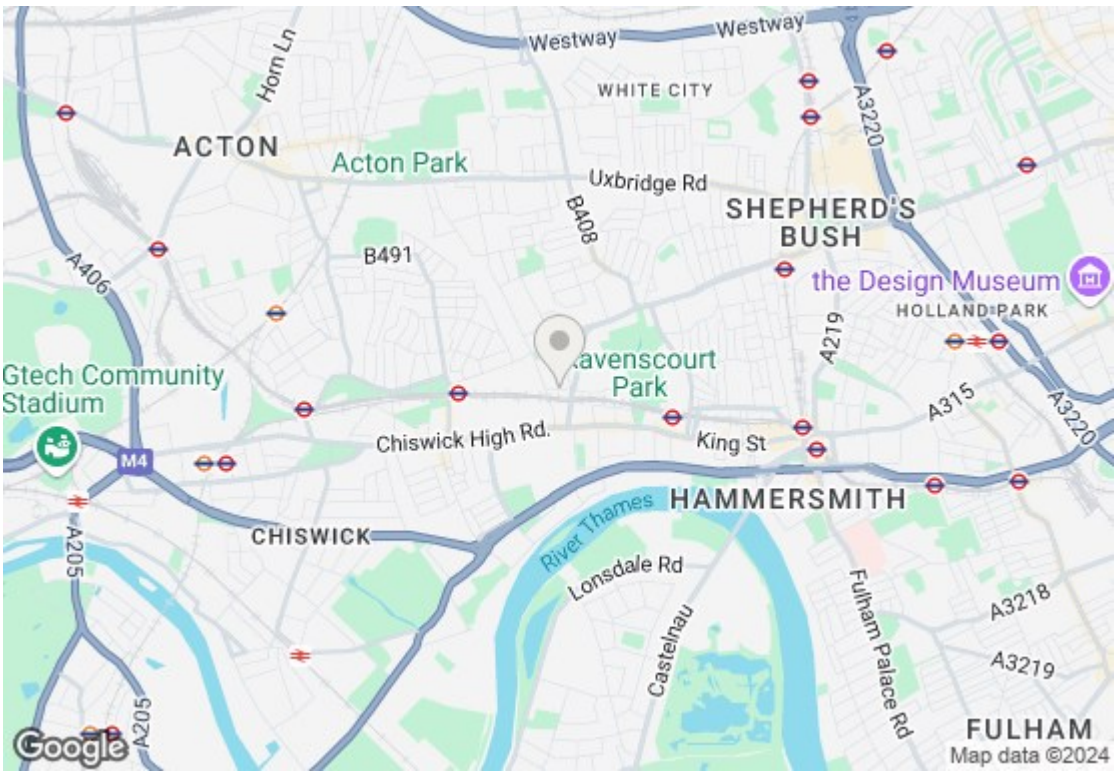 Westway
Westway
Horn Ln
WHITE CITY
A3220
ACTON
Acton Park
Uxbridge Rd
B408
SHEPHERD'S
BUSH
B491
A406
the Design Museum
HOLLAND PARK
A219
Gtech Community
Stadium
avenscourt
Park
A315
A3220
Chiswick High Rd.
King St
M4
HAMMERSMITH
CHISWICK
River Thames
A205
Lonsdale Rd
Castelnau
Fulham Palace Rd
A3218
A3219
A205
FULHAM
Google
Map data ©2024